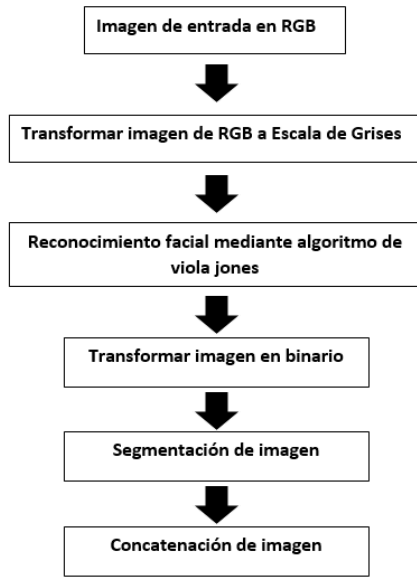 Imagen de entrada en RGB
Transformar imagen de RGB a Escala de Grises
Reconocimiento facial mediante algoritmo de
viola jones
Transformar imagen en binario
Segmentación de imagen
Concatenación de imagen